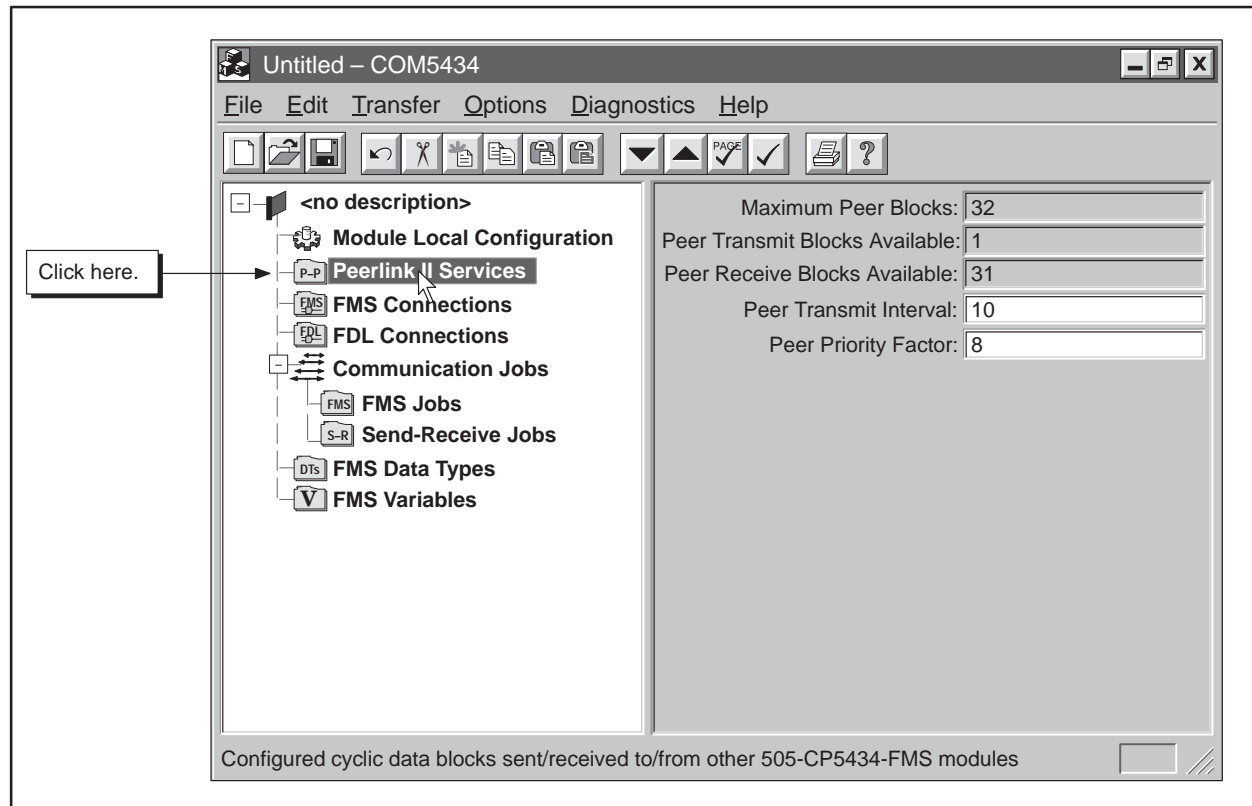 Untitled – COM5434
File Edit Transfer Options Diagnostics Help
PAGE
<no description>
Module Local Configuration
P–P Peerlink II Services
FMS FMS Connections
FDL FDL Connections
Communication Jobs
FMS FMS Jobs
S–R Send-Receive Jobs
DTs FMS Data Types
V FMS Variables
Click here.
Maximum Peer Blocks: 32
Peer Transmit Blocks Available: 1
Peer Receive Blocks Available: 31
Peer Transmit Interval: 10
Peer Priority Factor: 8
Configured cyclic data blocks sent/received to/from other 505-CP5434-FMS modules